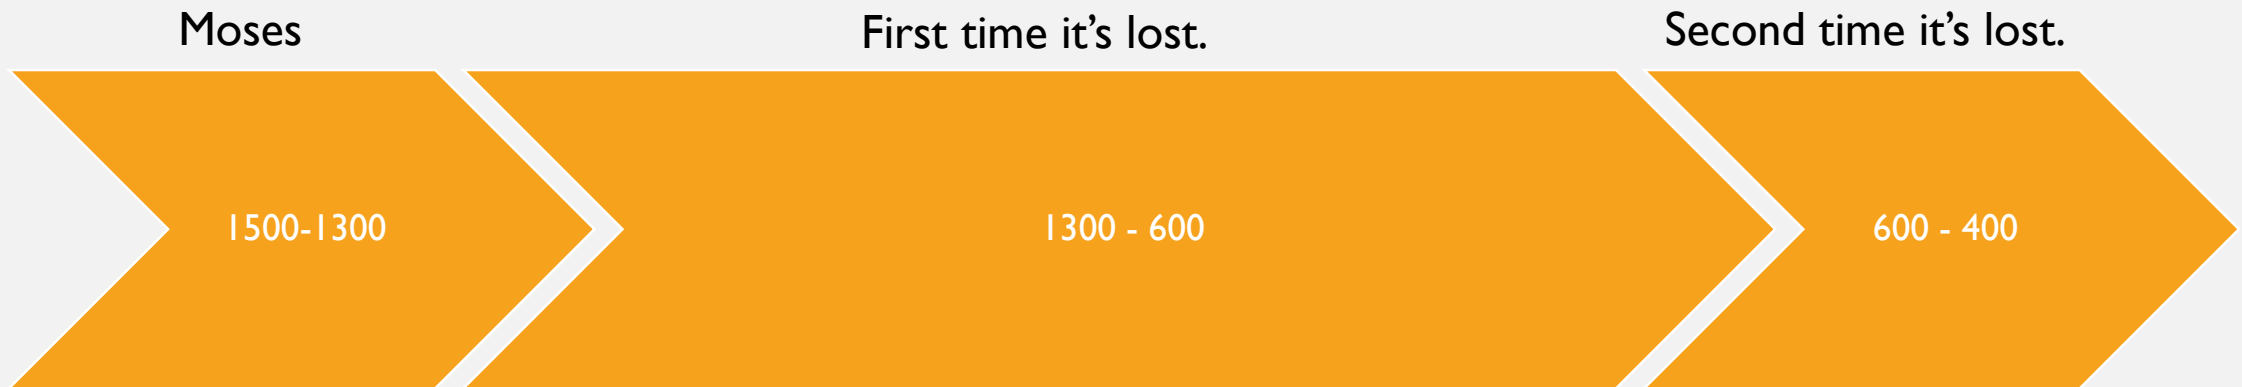 Moses
First time it’s lost.
Second time it’s lost.
1500-1300
1300 - 600
600 - 400